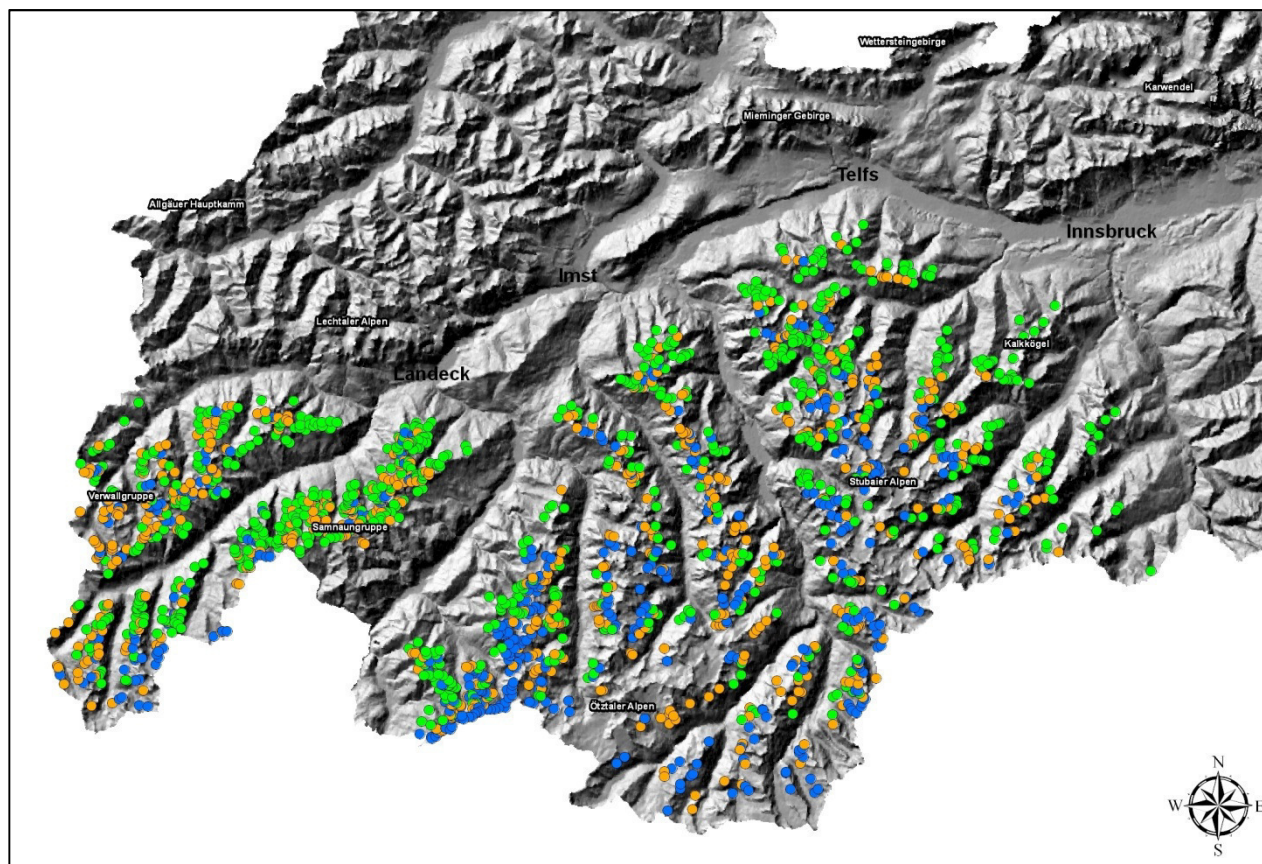 Wettersteingebirge
Karwendel
Mieminger Gebirge
Telfs
Allgäuer Hauptkamm
Innsbruck
Imst
Lechtaler Alpen
Kalkkögel
Landeck
Stubaier Alpen
Verwallgruppe
Samnaungruppe
Ötztaler Alpen
N
W E
S